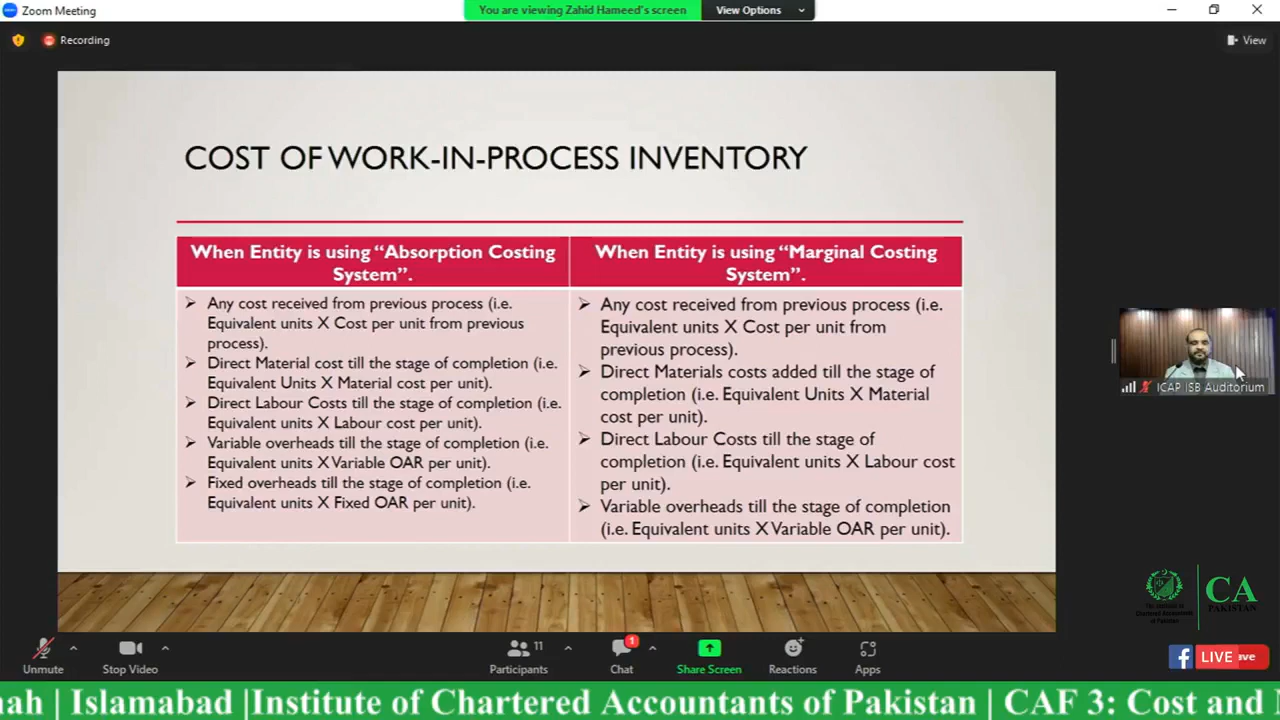 Zoom Meeting
You are viewing Zahid Hameed's screen
View Options
Recording
View
COST OF WORK-IN-PROCESS INVENTORY
When Entity is using “Absorption Costing
System”.
➢ Any cost received from previous process (i.e.
Equivalent units X Cost per unit from previous
process).
➢ Direct Material cost till the stage of completion (i.e.
Equivalent Units X Material cost per unit).
➢ Direct Labour Costs till the stage of completion (i.e.
Equivalent units X Labour cost per unit).
➢ Variable overheads till the stage of completion (i.e.
Equivalent units X Variable OAR per unit).
➢ Fixed overheads till the stage of completion (i.e.
Equivalent units X Fixed OAR per unit).
When Entity is using “Marginal Costing
System”.
➢ Any cost received from previous process (i.e.
Equivalent units X Cost per unit from
previous process).
➢ Direct Materials costs added till the stage of
completion (i.e. Equivalent Units X Material
cost per unit).
➢ Direct Labour Costs till the stage of
completion (i.e. Equivalent units X Labour cost
per unit).
➢ Variable overheads till the stage of completion
(i.e. Equivalent units X Variable OAR per unit).
ICAP ISB Auditorium
The Institute of
Chartered Accountants
of Pakistan
CA
PAKISTAN
Unmute
Stop Video
11
Participants
1
Chat
Share Screen
Reactions
Apps
LIVE
nah | Islamabad |Institute of Chartered Accountants of Pakistan | CAF 3: Cost and